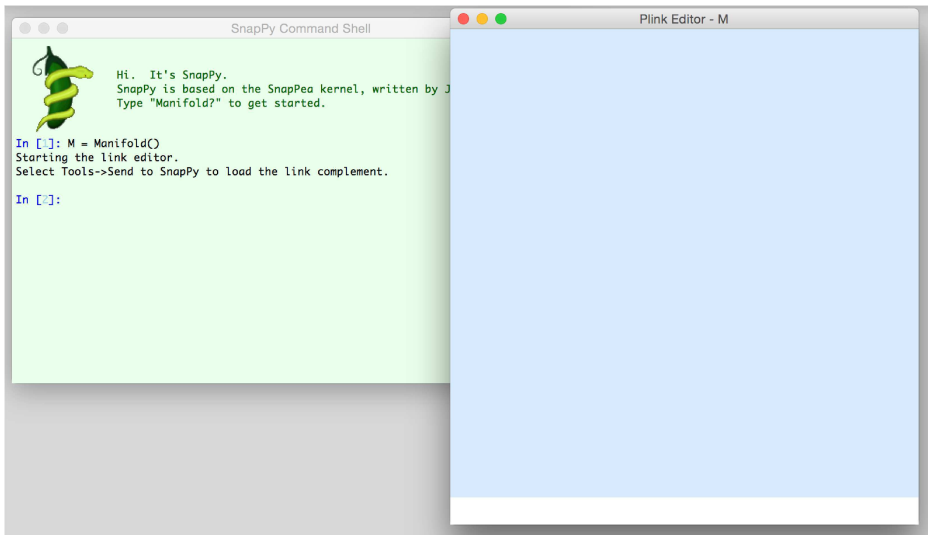 SnapPy Command Shell
Hi. It's SnapPy.
SnapPy is based on the SnapPea kernel, written by J
Type "Manifold?" to get started.
In [1]: M = Manifold()
Starting the link editor.
Select Tools->Send to SnapPy to load the link complement.
In [2]:
Plink Editor - M